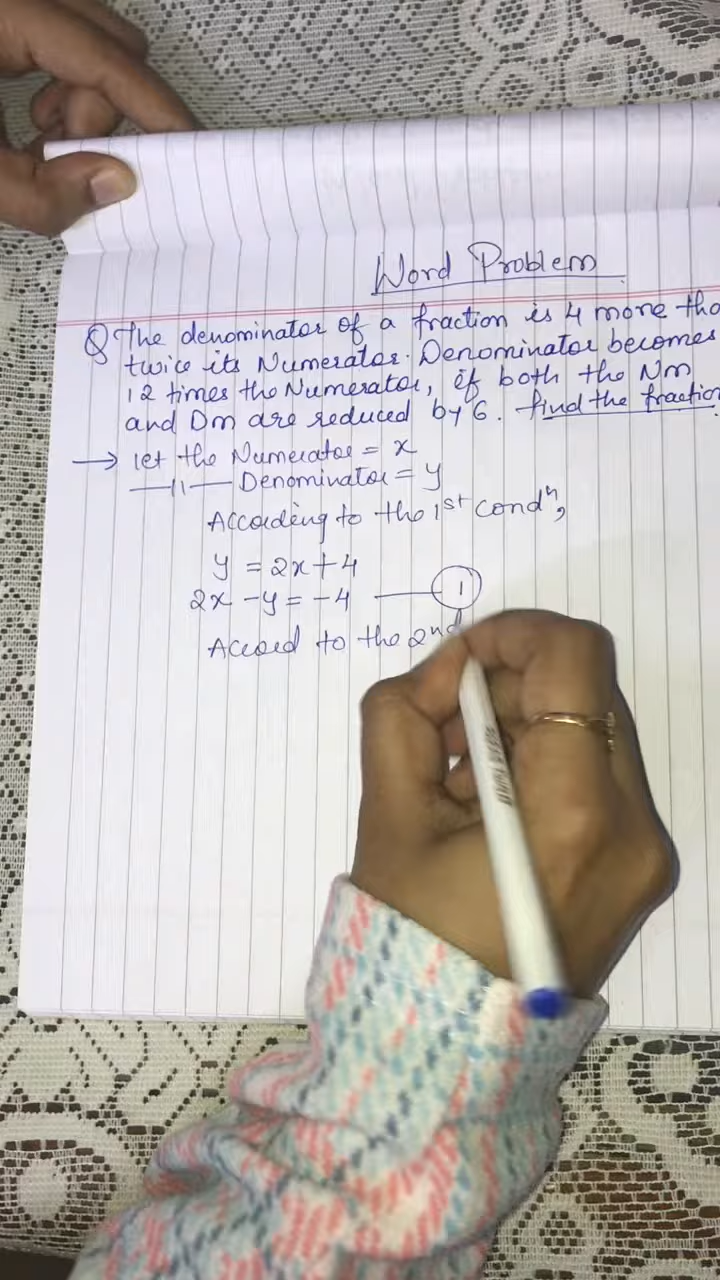 Word Problem
Q The denominator of a fraction is 4 more tha
twice its Numerator. Denominator becomes
12 times the Numerator, if both the Nm
and Dm are reduced by 6. find the fraction
→ let the Numerator = x
—11— Denominator = y
According to the 1st condn,
y = 2x+4
2x - y = -4 — 1
Accord to the 2nd